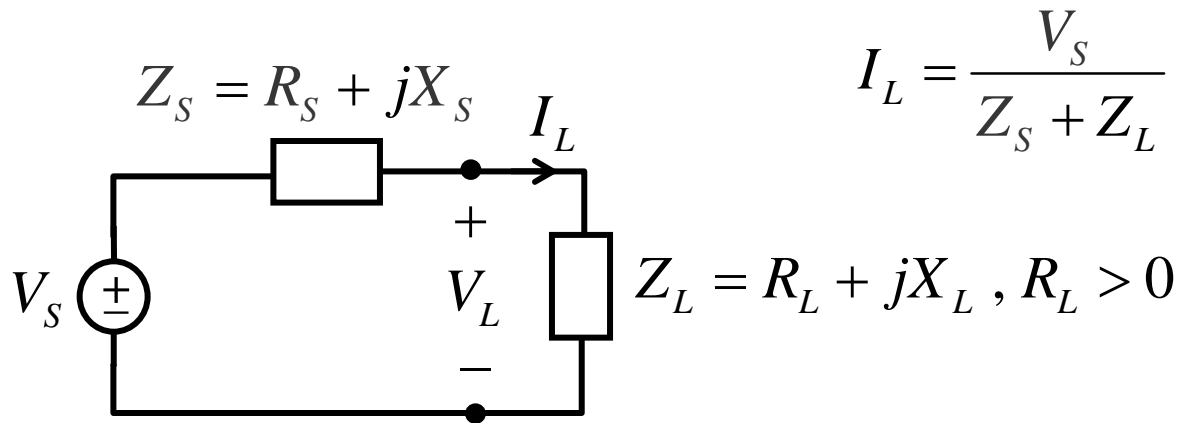 I_L = V_S / (Z_S + Z_L)
Z_S = R_S + jX_S
I_L
+
V_S
±
V_L
Z_L = R_L + jX_L , R_L > 0
−